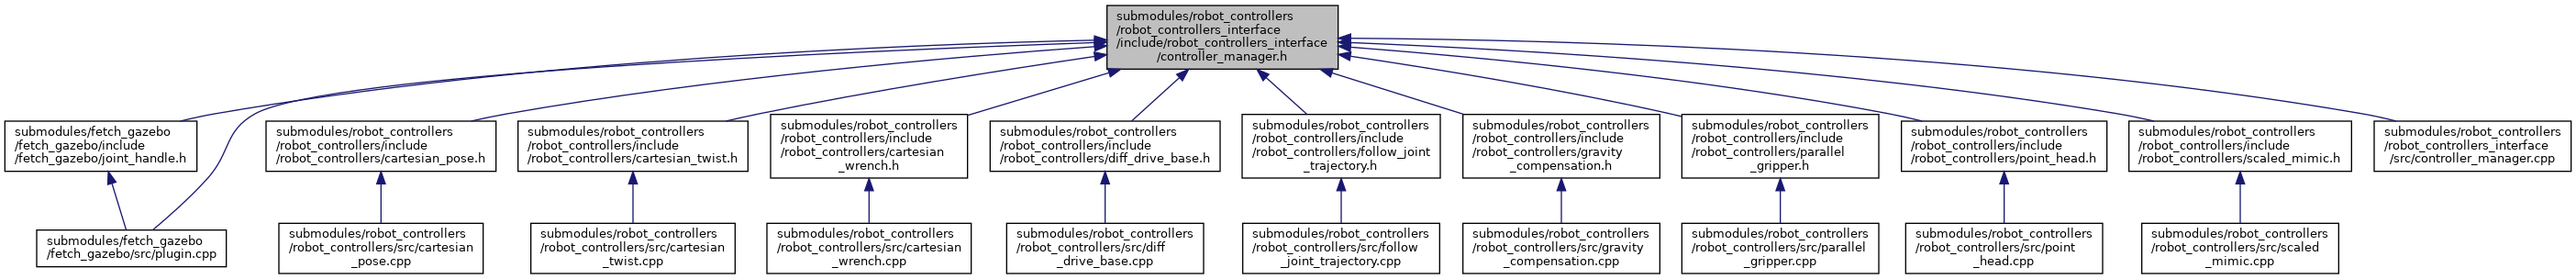 submodules/robot_controllers
/robot_controllers_interface
/include/robot_controllers_interface
/controller_manager.h
submodules/fetch_gazebo
/fetch_gazebo/include
/fetch_gazebo/joint_handle.h
submodules/robot_controllers
/robot_controllers/include
/robot_controllers/cartesian_pose.h
submodules/robot_controllers
/robot_controllers/include
/robot_controllers/cartesian_twist.h
submodules/robot_controllers
/robot_controllers/include
/robot_controllers/cartesian
_wrench.h
submodules/robot_controllers
/robot_controllers/include
/robot_controllers/diff_drive_base.h
submodules/robot_controllers
/robot_controllers/include
/robot_controllers/follow_joint
_trajectory.h
submodules/robot_controllers
/robot_controllers/include
/robot_controllers/gravity
_compensation.h
submodules/robot_controllers
/robot_controllers/include
/robot_controllers/parallel
_gripper.h
submodules/robot_controllers
/robot_controllers/include
/robot_controllers/point_head.h
submodules/robot_controllers
/robot_controllers/include
/robot_controllers/scaled_mimic.h
submodules/robot_controllers
/robot_controllers_interface
/src/controller_manager.cpp
submodules/fetch_gazebo
/fetch_gazebo/src/plugin.cpp
submodules/robot_controllers
/robot_controllers/src/cartesian
_pose.cpp
submodules/robot_controllers
/robot_controllers/src/cartesian
_twist.cpp
submodules/robot_controllers
/robot_controllers/src/cartesian
_wrench.cpp
submodules/robot_controllers
/robot_controllers/src/diff
_drive_base.cpp
submodules/robot_controllers
/robot_controllers/src/follow
_joint_trajectory.cpp
submodules/robot_controllers
/robot_controllers/src/gravity
_compensation.cpp
submodules/robot_controllers
/robot_controllers/src/parallel
_gripper.cpp
submodules/robot_controllers
/robot_controllers/src/point
_head.cpp
submodules/robot_controllers
/robot_controllers/src/scaled
_mimic.cpp